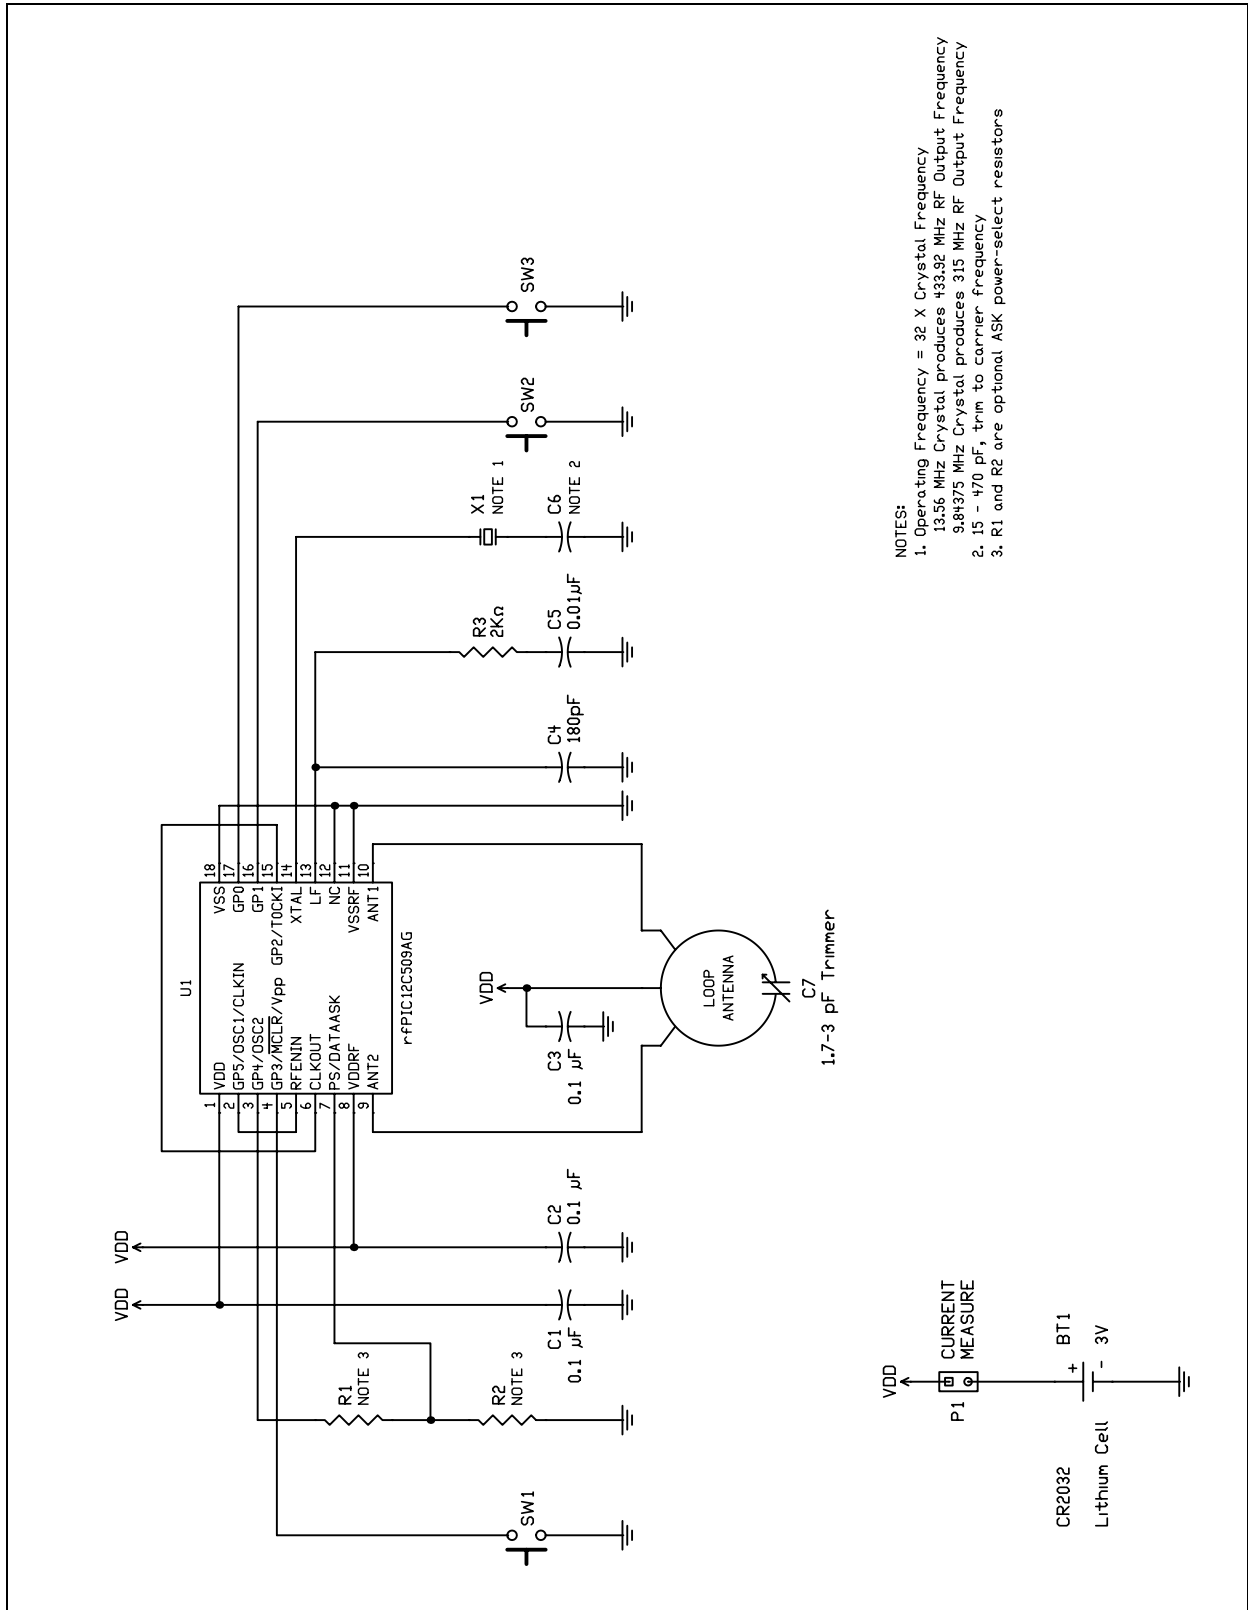 U1
VDD
GP5/OSC1/CLKIN
GP4/OSC2
GP3/MCLR/Vpp
RFENIN
CLKOUT
PS/DATAASK
VDDRF
ANT2
1
2
3
4
5
6
7
8
9
VSS
GP0
GP1
GP2/T0CKI
XTAL
LF
NC
VSSRF
ANT1
18
17
16
15
14
13
12
11
10
rfPIC12C509AG
VDD
VDD
SW1
R1
NOTE 3
R2
NOTE 3
C1
0.1 µF
C2
0.1 µF
VDD
C3
0.1 µF
LOOP
ANTENNA
C7
1.7-3 pF Trimmer
C4
180pF
R3
2KΩ
C5
0.01µF
X1
NOTE 1
C6
NOTE 2
SW2
SW3
VDD
P1
CURRENT
MEASURE
CR2032
Lithium Cell
+
BT1
-
3V
NOTES:
1. Operating Frequency = 32 X Crystal Frequency
13.56 MHz Crystal produces 433.92 MHz RF Output Frequency
9.84375 MHz Crystal produces 315 MHz RF Output Frequency
2. 15 - 470 pF, trim to carrier frequency
3. R1 and R2 are optional ASK power-select resistors